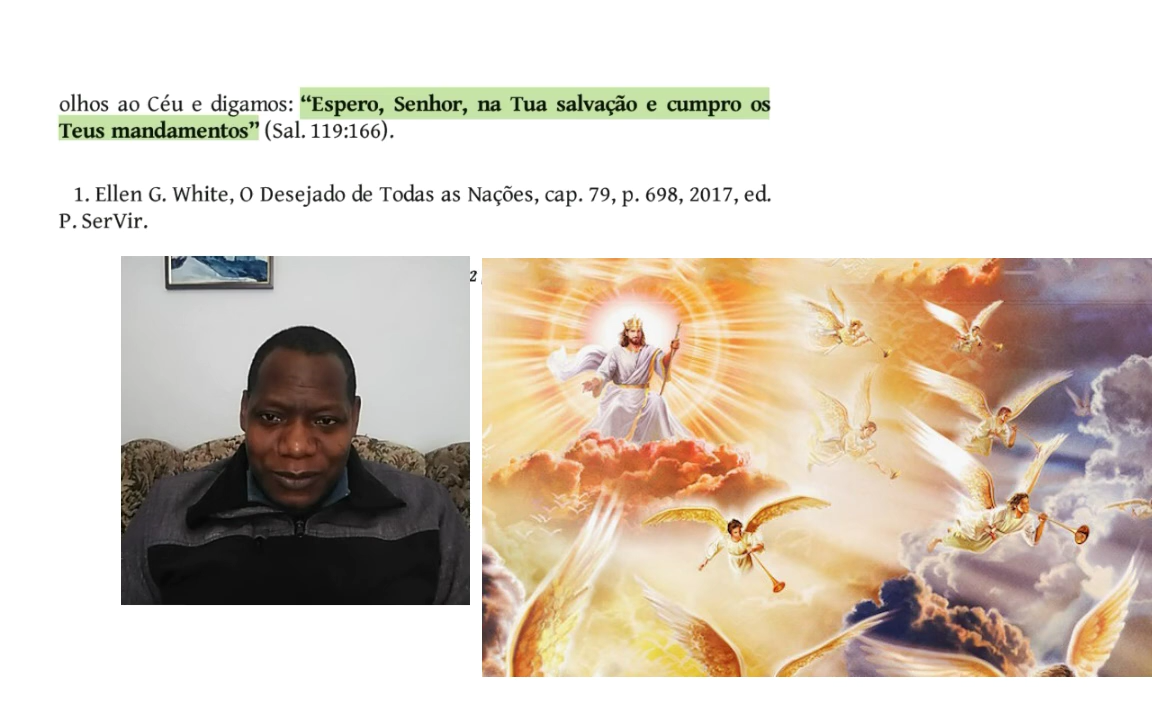 olhos ao Céu e digamos: “Espero, Senhor, na Tua salvação e cumpro os
Teus mandamentos” (Sal. 119:166).
1. Ellen G. White, O Desejado de Todas as Nações, cap. 79, p. 698, 2017, ed.
P. SerVir.
2